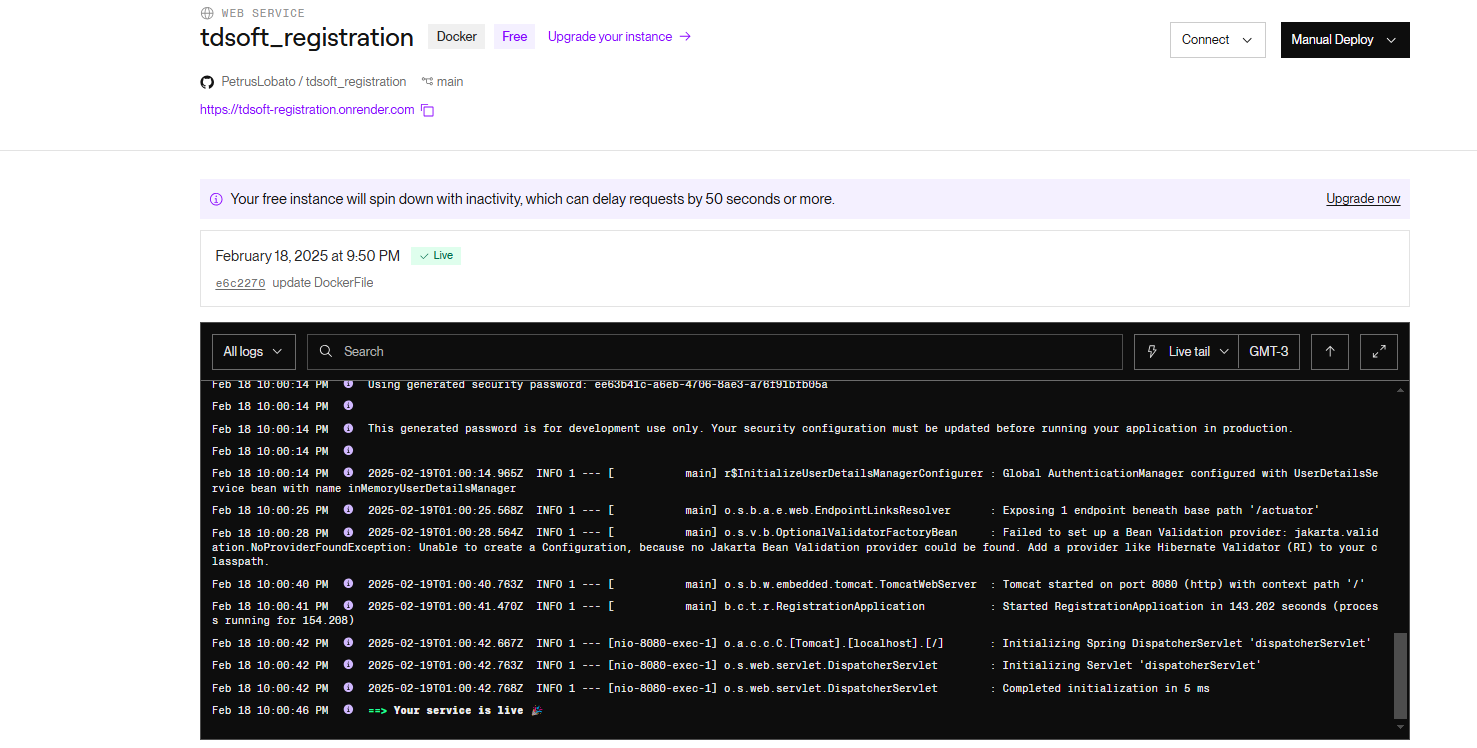 WEB SERVICE
tdsoft_registration Docker Free Upgrade your instance → Connect Manual Deploy
PetrusLobato / tdsoft_registration main
https://tdsoft-registration.onrender.com
Your free instance will spin down with inactivity, which can delay requests by 50 seconds or more. Upgrade now
February 18, 2025 at 9:50 PM ✓ Live
e6c2270 update DockerFile
All logs Search Live tail GMT-3
Feb 18 10:00:14 PM Using generated security password: ee63b41c-a6eb-4706-8ae3-a76f91bfb05a
Feb 18 10:00:14 PM
Feb 18 10:00:14 PM This generated password is for development use only. Your security configuration must be updated before running your application in production.
Feb 18 10:00:14 PM
Feb 18 10:00:14 PM 2025-02-19T01:00:14.965Z INFO 1 --- [ main] r$InitializeUserDetailsManagerConfigurer : Global AuthenticationManager configured with UserDetailsSe
rvice bean with name inMemoryUserDetailsManager
Feb 18 10:00:25 PM 2025-02-19T01:00:25.568Z INFO 1 --- [ main] o.s.b.a.e.web.EndpointLinksResolver : Exposing 1 endpoint beneath base path '/actuator'
Feb 18 10:00:28 PM 2025-02-19T01:00:28.564Z INFO 1 --- [ main] o.s.v.b.OptionalValidatorFactoryBean : Failed to set up a Bean Validation provider: jakarta.valid
ation.NoProviderFoundException: Unable to create a Configuration, because no Jakarta Bean Validation provider could be found. Add a provider like Hibernate Validator (RI) to your c
lasspath.
Feb 18 10:00:40 PM 2025-02-19T01:00:40.763Z INFO 1 --- [ main] o.s.b.w.embedded.tomcat.TomcatWebServer : Tomcat started on port 8080 (http) with context path '/'
Feb 18 10:00:41 PM 2025-02-19T01:00:41.470Z INFO 1 --- [ main] b.c.t.r.RegistrationApplication : Started RegistrationApplication in 143.202 seconds (proces
s running for 154.208)
Feb 18 10:00:42 PM 2025-02-19T01:00:42.667Z INFO 1 --- [nio-8080-exec-1] o.a.c.c.C.[Tomcat].[localhost].[/] : Initializing Spring DispatcherServlet 'dispatcherServlet'
Feb 18 10:00:42 PM 2025-02-19T01:00:42.763Z INFO 1 --- [nio-8080-exec-1] o.s.web.servlet.DispatcherServlet : Initializing Servlet 'dispatcherServlet'
Feb 18 10:00:42 PM 2025-02-19T01:00:42.768Z INFO 1 --- [nio-8080-exec-1] o.s.web.servlet.DispatcherServlet : Completed initialization in 5 ms
Feb 18 10:00:46 PM ==> Your service is live 🎉